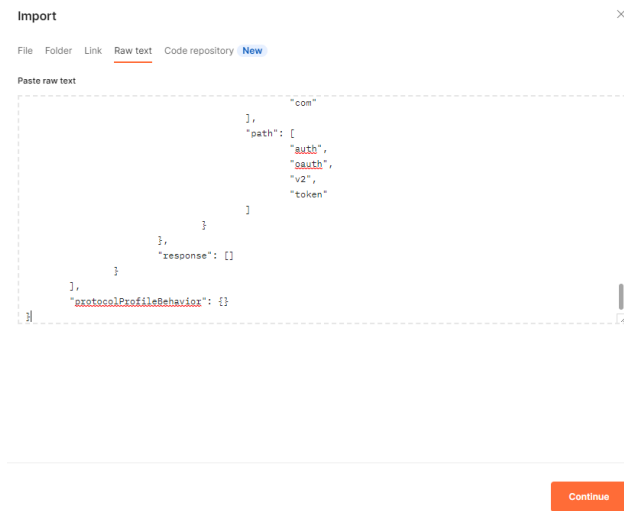 Import
File Folder Link Raw text Code repository New
Paste raw text
"com"
],
"path": [
"auth",
"oauth",
"v2",
"token"
]
}
},
"response": []
}
],
"protocolProfileBehavior": {}
}
Continue